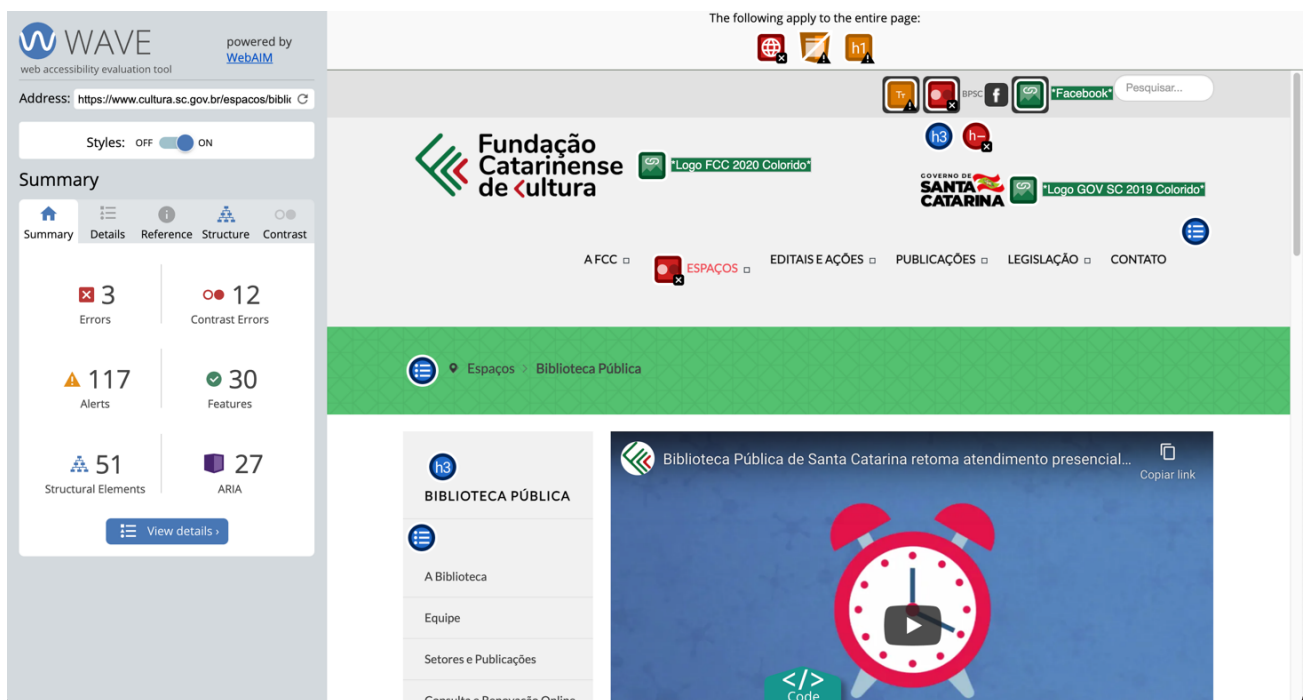 WAVE
powered by
WebAIM
web accessibility evaluation tool
Address: https://www.cultura.sc.gov.br/espacos/biblic
Styles: OFF ON
Summary
Summary Details Reference Structure Contrast
3
Errors
12
Contrast Errors
117
Alerts
30
Features
51
Structural Elements
27
ARIA
View details ›
The following apply to the entire page:
h1
Tr BPSC f *Facebook* Pesquisar...
h3 h-
Fundação
Catarinense
de cultura
*Logo FCC 2020 Colorido*
GOVERNO DE
SANTA
CATARINA
*Logo GOV SC 2019 Colorido*
A FCC ESPAÇOS EDITAIS E AÇÕES PUBLICAÇÕES LEGISLAÇÃO CONTATO
Espaços > Biblioteca Pública
h3
BIBLIOTECA PÚBLICA
A Biblioteca
Equipe
Setores e Publicações
Consulta e Renovação Online
Biblioteca Pública de Santa Catarina retoma atendimento presencial...
Copiar link
</>
Code